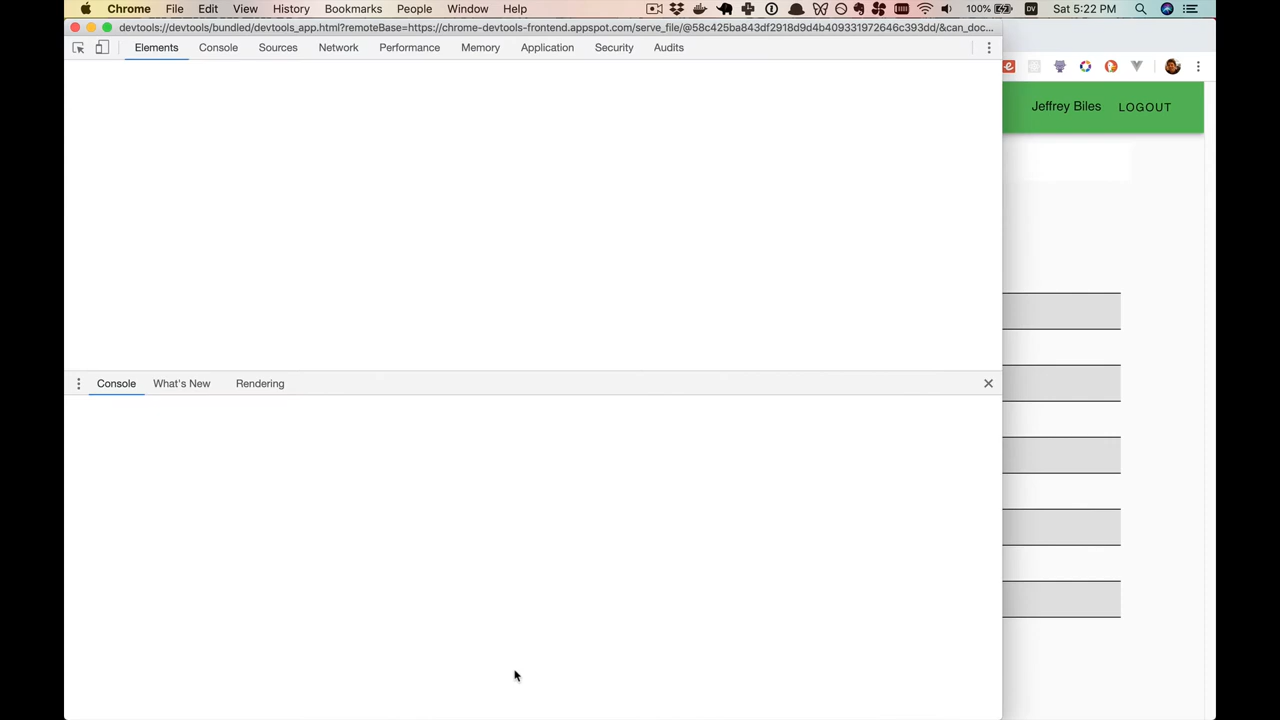 Chrome File Edit View History Bookmarks People Window Help 100% DV Sat 5:22 PM
devtools://devtools/bundled/devtools_app.html?remoteBase=https://chrome-devtools-frontend.appspot.com/serve_file/@58c425ba843df2918d9d4b409331972646c393dd/&can_doc...
Elements Console Sources Network Performance Memory Application Security Audits
Jeffrey Biles LOGOUT
Console What's New Rendering